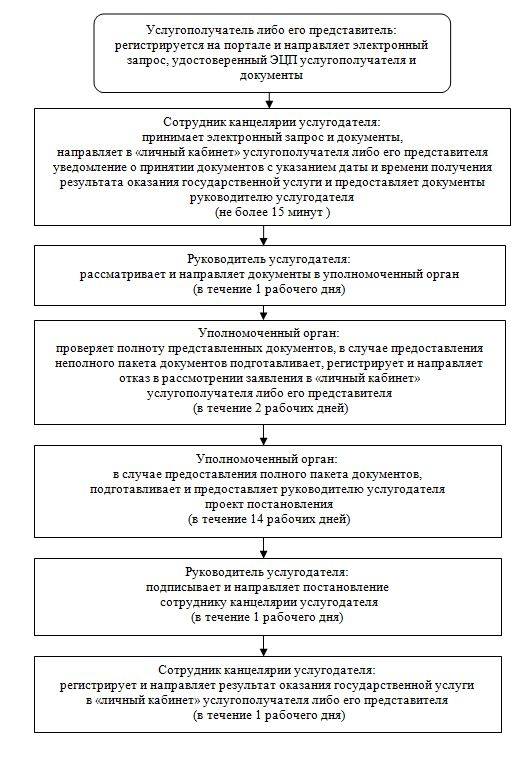 Услугополучатель либо его представитель:
регистрируется на портале и направляет электронный
запрос, удостоверенный ЭЦП услугополучателя и
документы
Сотрудник канцелярии услугодателя:
принимает электронный запрос и документы,
направляет в «личный кабинет» услугополучателя либо его представителя
уведомление о принятии документов с указанием даты и времени получения
результата оказания государственной услуги и предоставляет документы
руководителю услугодателя
(не более 15 минут )
Руководитель услугодателя:
рассматривает и направляет документы в уполномоченный орган
(в течение 1 рабочего дня)
Уполномоченный орган:
проверяет полноту представленных документов, в случае предоставления
неполного пакета документов подготавливает, регистрирует и направляет
отказ в рассмотрении заявления в «личный кабинет»
услугополучателя либо его представителя
(в течение 2 рабочих дней)
Уполномоченный орган:
в случае предоставления полного пакета документов,
подготавливает и предоставляет руководителю услугодателя
проект постановления
(в течение 14 рабочих дней)
Руководитель услугодателя:
подписывает и направляет постановление
сотруднику канцелярии услугодателя
(в течение 1 рабочего дня)
Сотрудник канцелярии услугодателя:
регистрирует и направляет результат оказания государственной услуги
в «личный кабинет» услугополучателя либо его представителя
(в течение 1 рабочего дня)